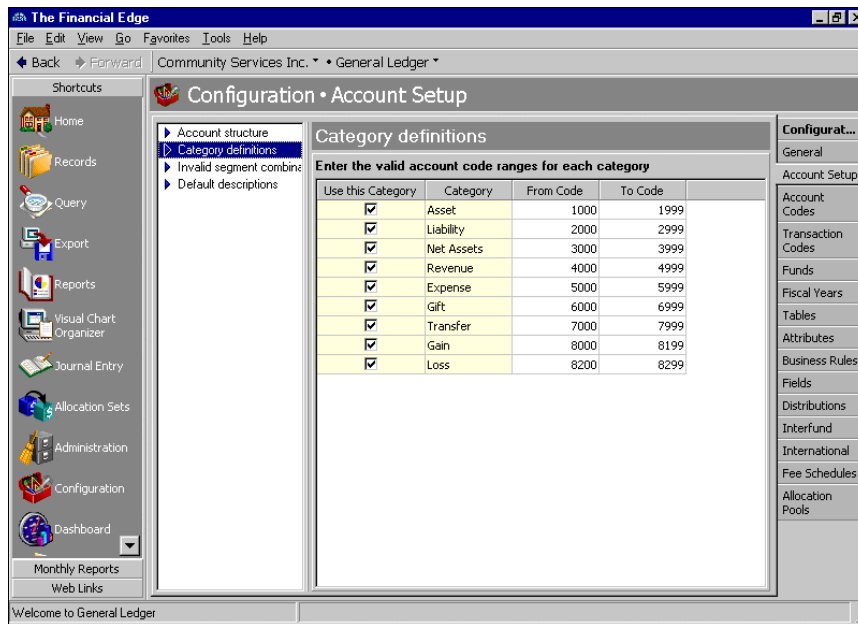 The Financial Edge
File Edit View Go Favorites Tools Help
Back Forward Community Services Inc. • General Ledger
Shortcuts
Home
Records
Query
Export
Reports
Visual Chart
Organizer
Journal Entry
Allocation Sets
Administration
Configuration
Dashboard
Monthly Reports
Web Links
Configuration • Account Setup
Account structure
Category definitions
Invalid segment combina
Default descriptions
Category definitions
Enter the valid account code ranges for each category
Use this Category Category From Code To Code
Asset 1000 1999
Liability 2000 2999
Net Assets 3000 3999
Revenue 4000 4999
Expense 5000 5999
Gift 6000 6999
Transfer 7000 7999
Gain 8000 8199
Loss 8200 8299
Configurat...
General
Account Setup
Account
Codes
Transaction
Codes
Funds
Fiscal Years
Tables
Attributes
Business Rules
Fields
Distributions
Interfund
International
Fee Schedules
Allocation
Pools
Welcome to General Ledger